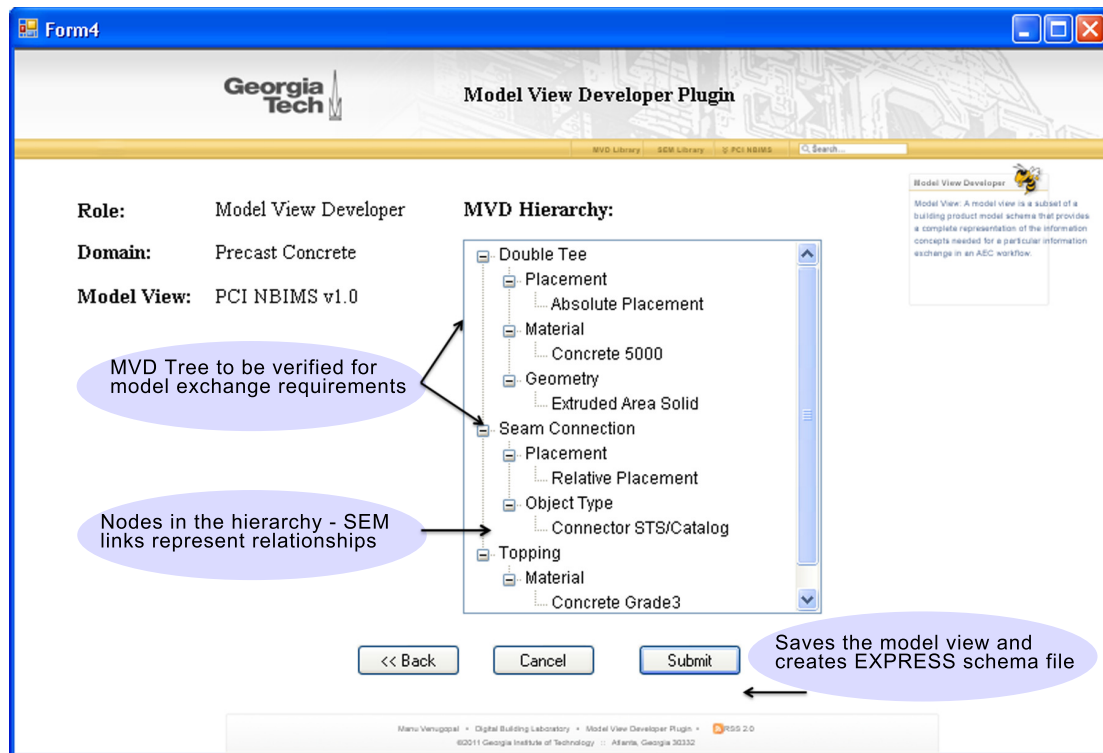 Form4
Georgia
Tech
Model View Developer Plugin
MVD Library SEM Library PCI NBIMS Search...
Model View Developer
Model View: A model view is a subset of a
building product model schema that provides
a complete representation of the information
concepts needed for a particular information
exchange in an AEC workflow.
Role: Model View Developer
Domain: Precast Concrete
Model View: PCI NBIMS v1.0
MVD Hierarchy:
Double Tee
Placement
Absolute Placement
Material
Concrete 5000
Geometry
Extruded Area Solid
Seam Connection
Placement
Relative Placement
Object Type
Connector STS/Catalog
Topping
Material
Concrete Grade3
MVD Tree to be verified for
model exchange requirements
Nodes in the hierarchy - SEM
links represent relationships
<< Back Cancel Submit
Saves the model view and
creates EXPRESS schema file
Manu Venugopal • Digital Building Laboratory • Model View Developer Plugin • RSS 2.0
©2011 Georgia Institute of Technology :: Atlanta, Georgia 30332